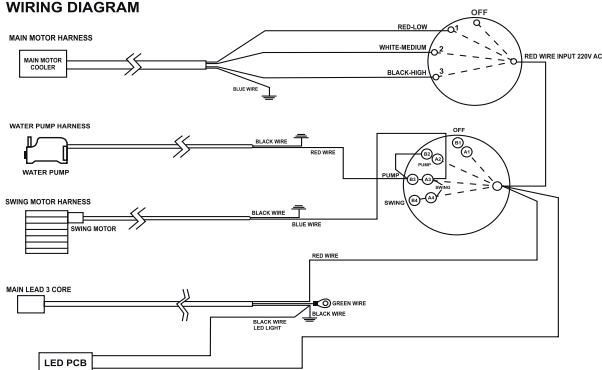 WIRING DIAGRAM
MAIN MOTOR HARNESS
MAIN MOTOR
COOLER
RED-LOW
WHITE-MEDIUM
BLACK-HIGH
BLUE WIRE
OFF
1
2
3
RED WIRE INPUT 220V AC
WATER PUMP HARNESS
WATER PUMP
BLACK WIRE
RED WIRE
OFF
B1
A1
B2
A2
PUMP
PUMP
B3
A3
SWING
SWING
B4
A4
SWING MOTOR HARNESS
SWING MOTOR
BLACK WIRE
BLUE WIRE
RED WIRE
MAIN LEAD 3 CORE
GREEN WIRE
BLACK WIRE
BLACK WIRE
LED LIGHT
LED PCB